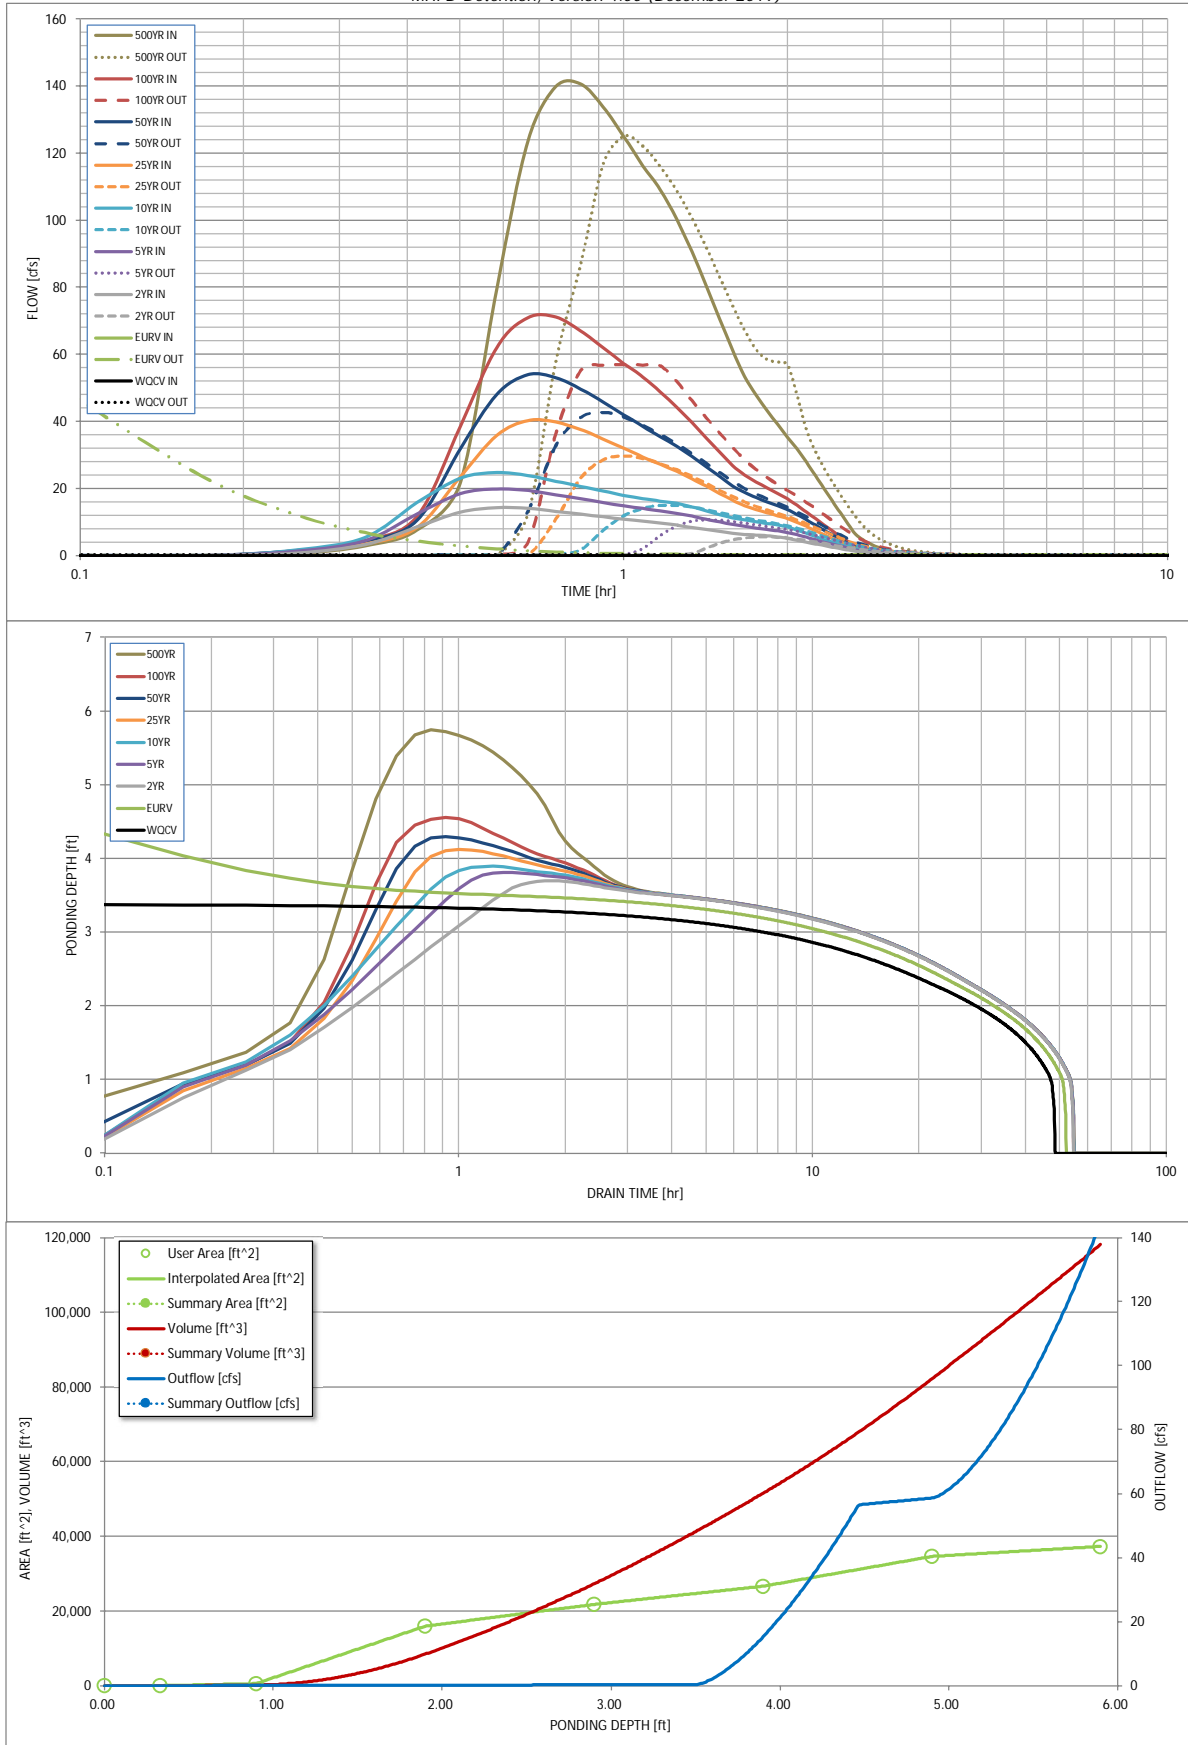 MHFD-Detention, Version 4.00 (December 2019)
160
140
120
100
80
60
40
20
0
FLOW [cfs]
500YR IN
500YR OUT
100YR IN
100YR OUT
50YR IN
50YR OUT
25YR IN
25YR OUT
10YR IN
10YR OUT
5YR IN
5YR OUT
2YR IN
2YR OUT
EURV IN
EURV OUT
WQCV IN
WQCV OUT
0.1
1
10
TIME [hr]
7
6
5
4
3
2
1
0
PONDING DEPTH [ft]
500YR
100YR
50YR
25YR
10YR
5YR
2YR
EURV
WQCV
0.1
1
10
100
DRAIN TIME [hr]
120,000
100,000
80,000
60,000
40,000
20,000
0
AREA [ft^2], VOLUME [ft^3]
User Area [ft^2]
Interpolated Area [ft^2]
Summary Area [ft^2]
Volume [ft^3]
Summary Volume [ft^3]
Outflow [cfs]
Summary Outflow [cfs]
140
120
100
80
60
40
20
0
OUTFLOW [cfs]
0.00
1.00
2.00
3.00
4.00
5.00
6.00
PONDING DEPTH [ft]